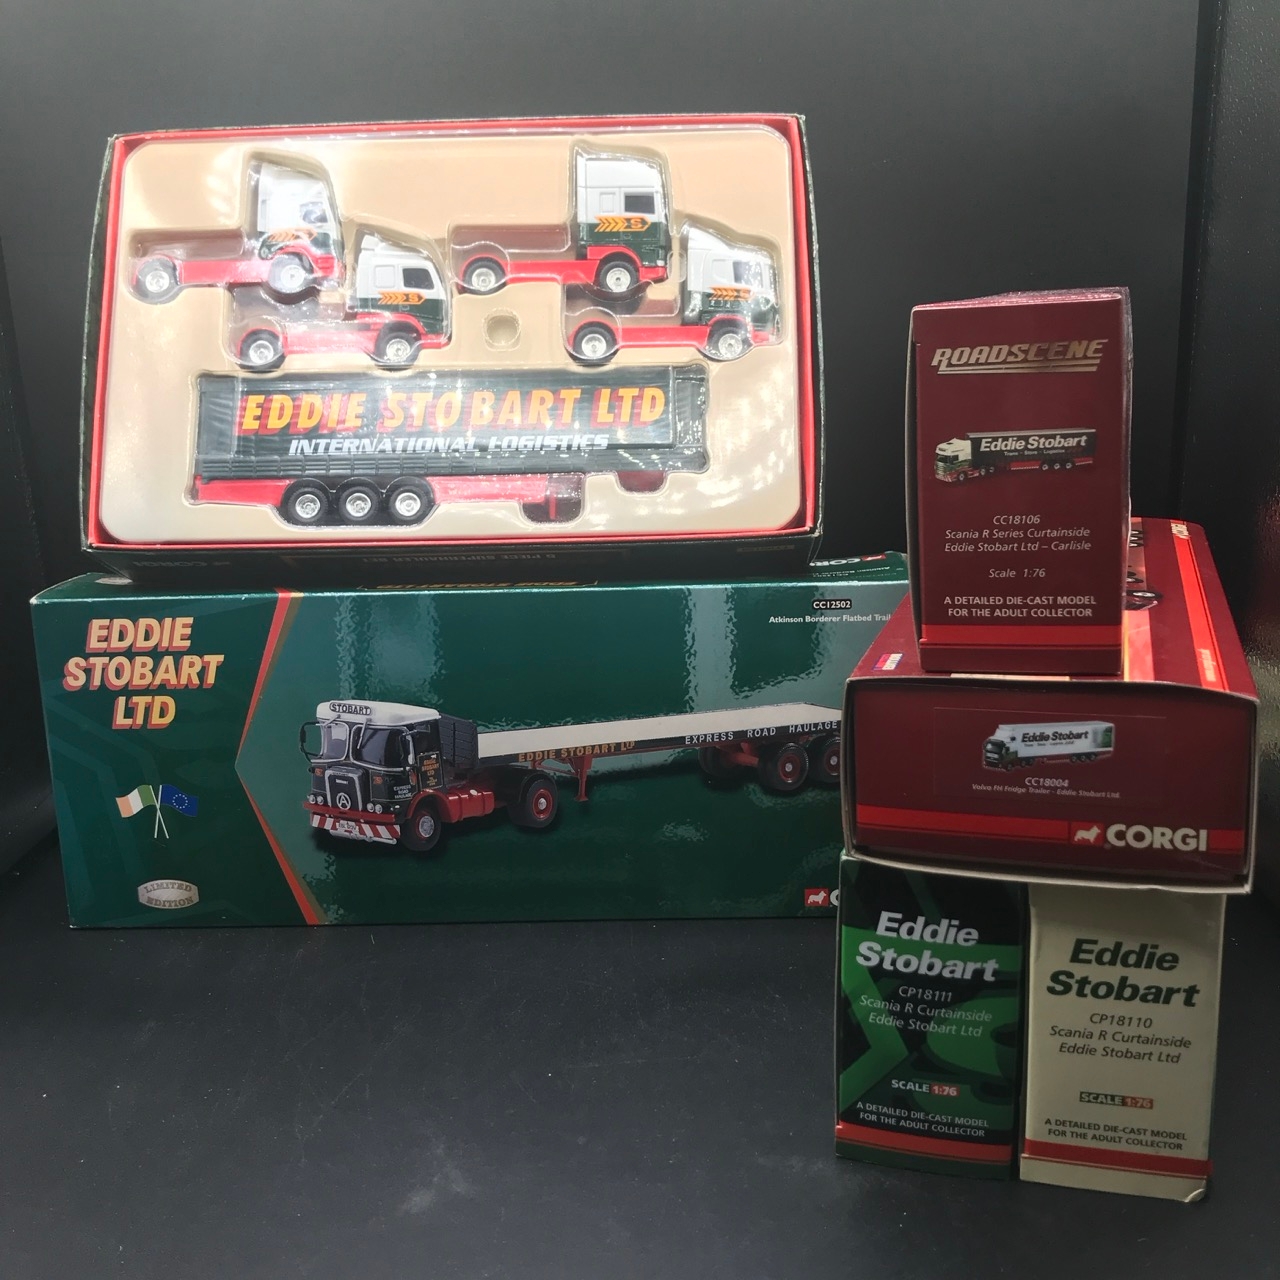 EDDIE STOBART LTD
INTERNATIONAL LOGISTICS
CORGI
EDDIE
STOBART
LTD
LIMITED
EDITION
CC12502
Atkinson Borderer Flatbed
STOBART
EDDIE STOBART LTD
EXPRESS ROAD HAULAGE
ROADSCENE
Eddie Stobart
CC18106
Scania R Series Curtainside
Eddie Stobart Ltd – Carlisle
Scale 1:76
A DETAILED DIE-CAST MODEL
FOR THE ADULT COLLECTOR
Eddie Stobart
CC18004
Volvo FH Fridge Trailer - Eddie Stobart Ltd
CORGI
Eddie
Stobart
CP18111
Scania R Curtainside
Eddie Stobart Ltd
SCALE 1:76
A DETAILED DIE-CAST MODEL
FOR THE ADULT COLLECTOR
Eddie
Stobart
CP18110
Scania R Curtainside
Eddie Stobart Ltd
SCALE 1:76
A DETAILED DIE-CAST MODEL
FOR THE ADULT COLLECTOR